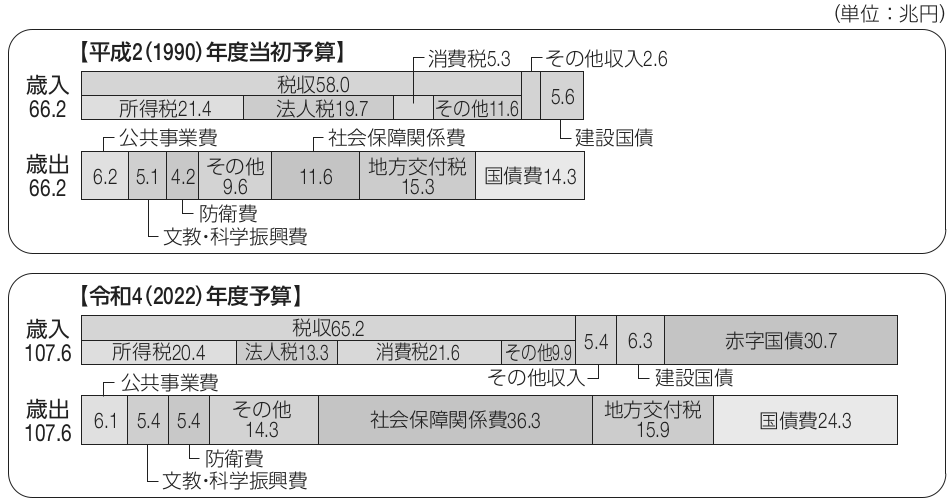 (単位：兆円)
【平成2(1990)年度当初予算】
消費税5.3
その他収入2.6
歳入
66.2
税収58.0
所得税21.4
法人税19.7
その他11.6
5.6
建設国債
公共事業費
社会保障関係費
歳出
66.2
6.2
5.1
4.2
その他
9.6
11.6
地方交付税
15.3
国債費14.3
防衛費
文教・科学振興費
【令和4(2022)年度予算】
歳入
107.6
税収65.2
所得税20.4
法人税13.3
消費税21.6
その他9.9
5.4
6.3
赤字国債30.7
その他収入
建設国債
公共事業費
歳出
107.6
6.1
5.4
5.4
その他
14.3
社会保障関係費36.3
地方交付税
15.9
国債費24.3
防衛費
文教・科学振興費